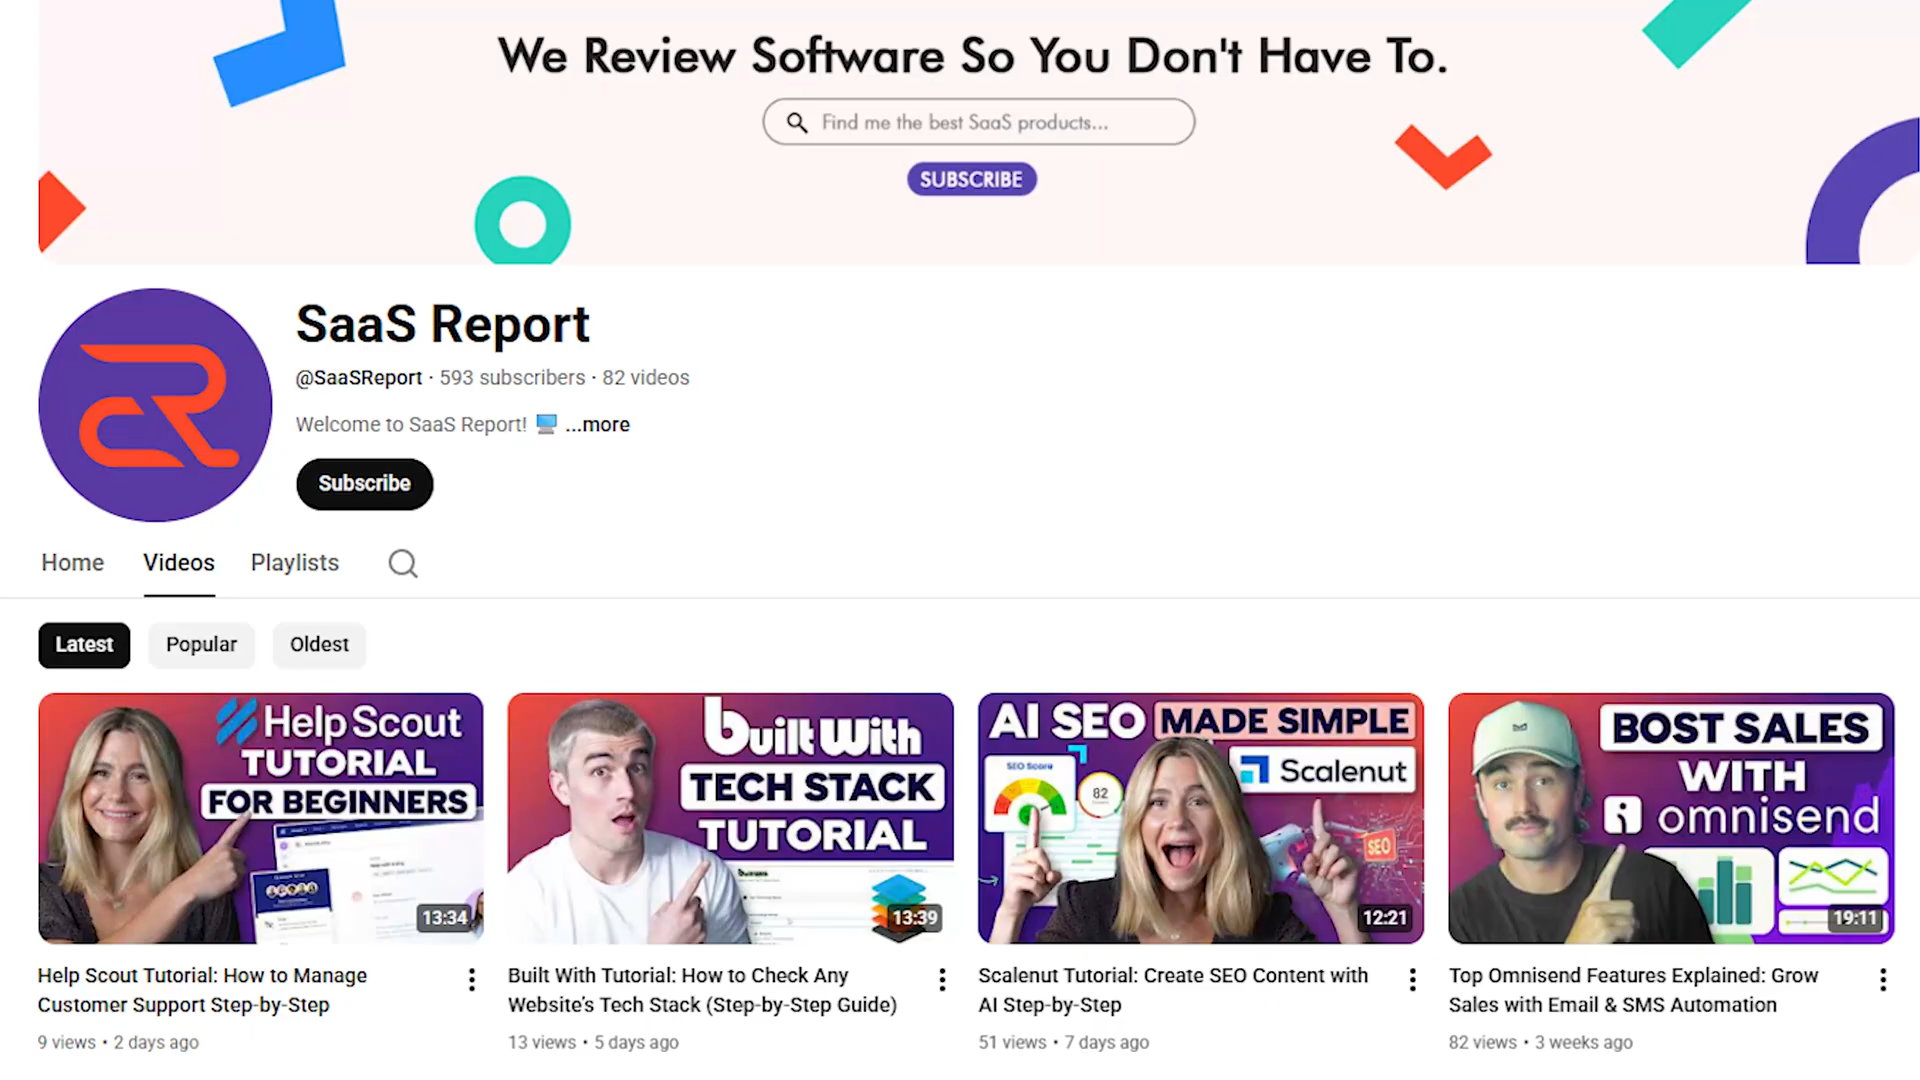 We Review Software So You Don't Have To.
Find me the best SaaS products...
SUBSCRIBE
SaaS Report
@SaaSReport · 593 subscribers · 82 videos
Welcome to SaaS Report! 🖥️ ...more
Subscribe
Home Videos Playlists
Latest Popular Oldest
Help Scout
TUTORIAL
FOR BEGINNERS
13:34
Built With
TECH STACK
TUTORIAL
13:39
AI SEO MADE SIMPLE
SEO Score
82
Scalenut
SEO
12:21
BOST SALES
WITH
omnisend
19:11
Help Scout Tutorial: How to Manage
Customer Support Step-by-Step
9 views • 2 days ago
Built With Tutorial: How to Check Any
Website’s Tech Stack (Step-by-Step Guide)
13 views • 5 days ago
Scalenut Tutorial: Create SEO Content with
AI Step-by-Step
51 views • 7 days ago
Top Omnisend Features Explained: Grow
Sales with Email & SMS Automation
82 views • 3 weeks ago